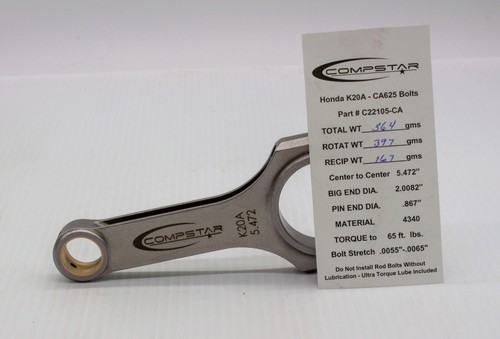 COMPSTAR
Honda K20A - CA625 Bolts
Part # C22105-CA
TOTAL WT 564 gms
ROTAT WT 397 gms
RECIP WT 167 gms
Center to Center 5.472"
BIG END DIA. 2.0082"
PIN END DIA. .867"
MATERIAL 4340
TORQUE to 65 ft. lbs.
Bolt Stretch .0055"-.0065"
Do Not Install Rod Bolts Without
Lubrication - Ultra Torque Lube Included
COMPSTAR
K20A
5.472